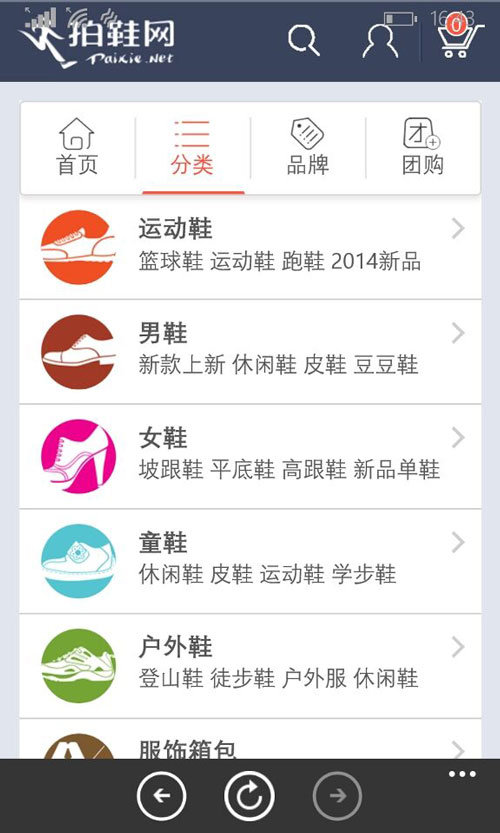 16:43
拍鞋网
Paixie.Net
0
首页
分类
品牌
团购
运动鞋
篮球鞋 运动鞋 跑鞋 2014新品
男鞋
新款上新 休闲鞋 皮鞋 豆豆鞋
女鞋
坡跟鞋 平底鞋 高跟鞋 新品单鞋
童鞋
休闲鞋 皮鞋 运动鞋 学步鞋
户外鞋
登山鞋 徒步鞋 户外服 休闲鞋
服饰箱包